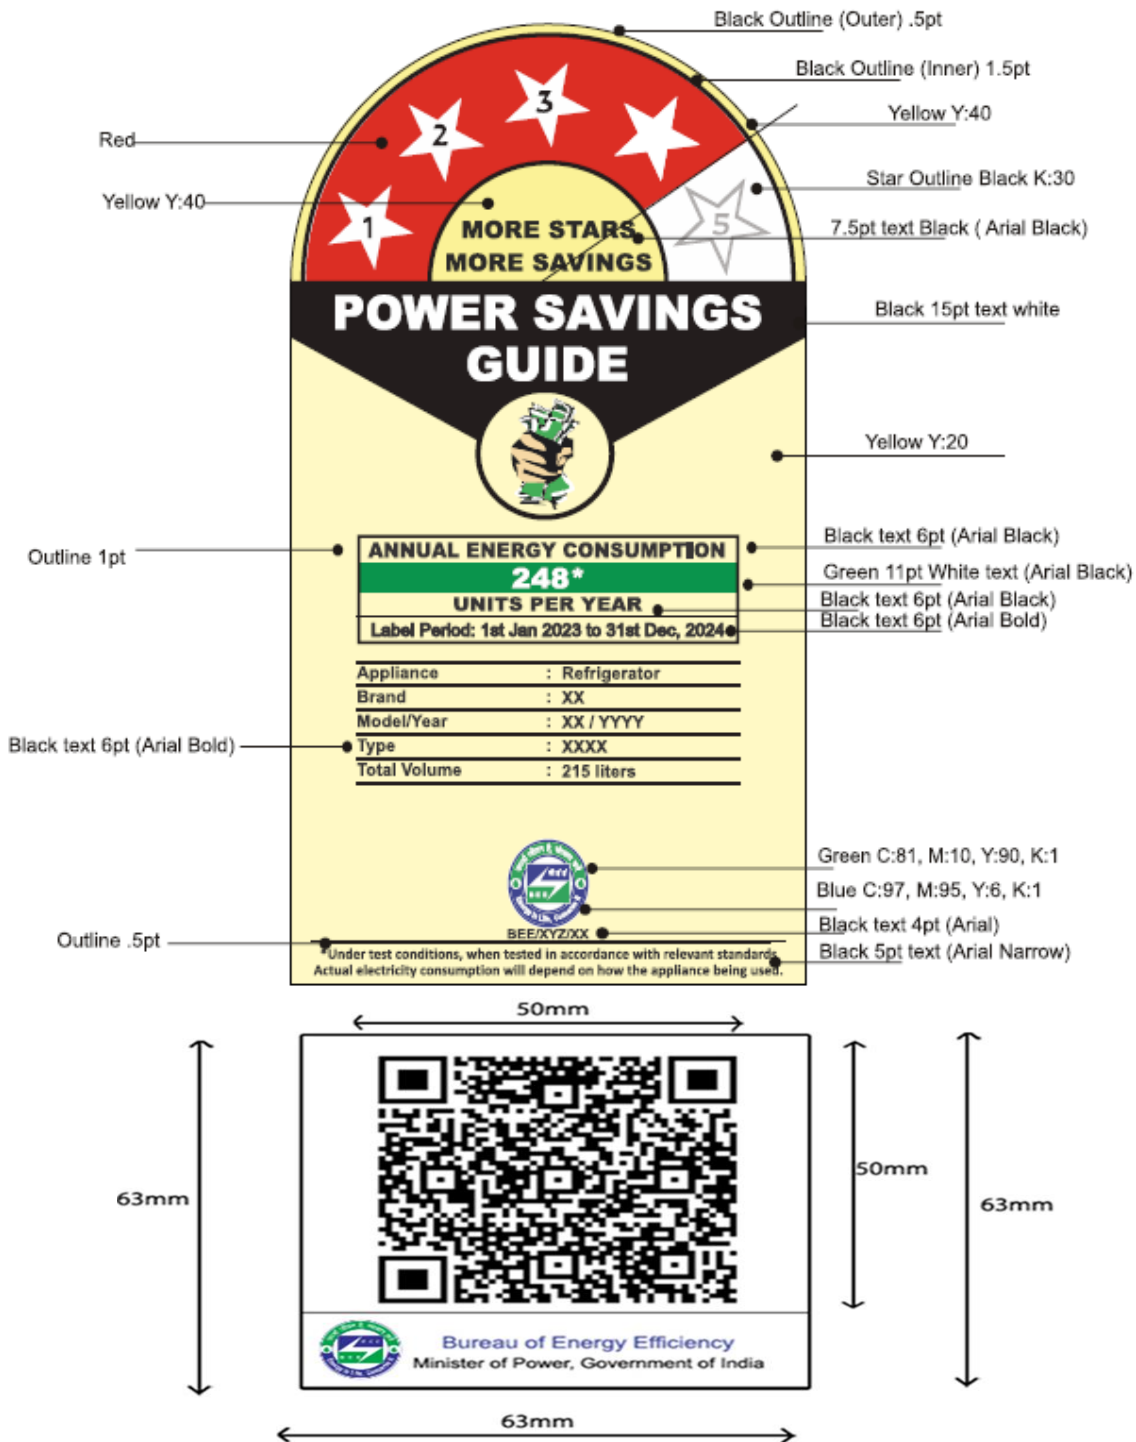 Black Outline (Outer) .5pt
Black Outline (Inner) 1.5pt
Yellow Y:40
Red
Star Outline Black K:30
Yellow Y:40
7.5pt text Black ( Arial Black)
1
2
3
5
MORE STARS
MORE SAVINGS
POWER SAVINGS
GUIDE
Black 15pt text white
Yellow Y:20
Outline 1pt
ANNUAL ENERGY CONSUMPTION
Black text 6pt (Arial Black)
248*
Green 11pt White text (Arial Black)
UNITS PER YEAR
Black text 6pt (Arial Black)
Label Period: 1st Jan 2023 to 31st Dec, 2024
Black text 6pt (Arial Bold)
Appliance : Refrigerator
Brand : XX
Model/Year : XX / YYYY
Black text 6pt (Arial Bold)
Type : XXXX
Total Volume : 215 liters
Green C:81, M:10, Y:90, K:1
Blue C:97, M:95, Y:6, K:1
BEE/XYZ/XX
Black text 4pt (Arial)
Outline .5pt
*Under test conditions, when tested in accordance with relevant standards.
Black 5pt text (Arial Narrow)
Actual electricity consumption will depend on how the appliance being used.
50mm
63mm
50mm
63mm
Bureau of Energy Efficiency
Minister of Power, Government of India
63mm